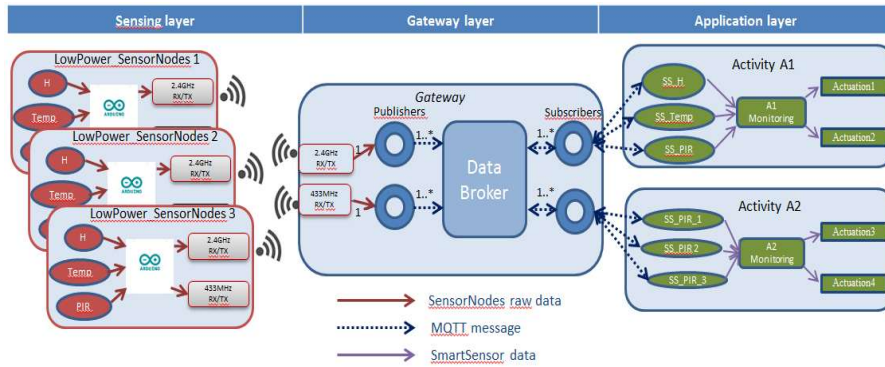 Sensing layer
Gateway layer
Application layer
LowPower_SensorNodes 1
H
Temp
ARDUINO
2.4GHz
RX/TX
LowPower_SensorNodes 2
H
Temp
ARDUINO
2.4GHz
RX/TX
LowPower_SensorNodes 3
H
Temp
PIR
ARDUINO
2.4GHz
RX/TX
433MHz
RX/TX
Gateway
Publishers
Subscribers
2.4GHz
RX/TX
1
1..*
1..*
433MHz
RX/TX
1
1..*
1..*
Data
Broker
Activity A1
SS_H
SS_Temp
SS_PIR
A1
Monitoring
Actuation1
Actuation2
Activity A2
SS_PIR_1
SS_PIR 2
SS_PIR_3
A2
Monitoring
Actuation3
Actuation4
SensorNodes raw data
MQTT message
SmartSensor data